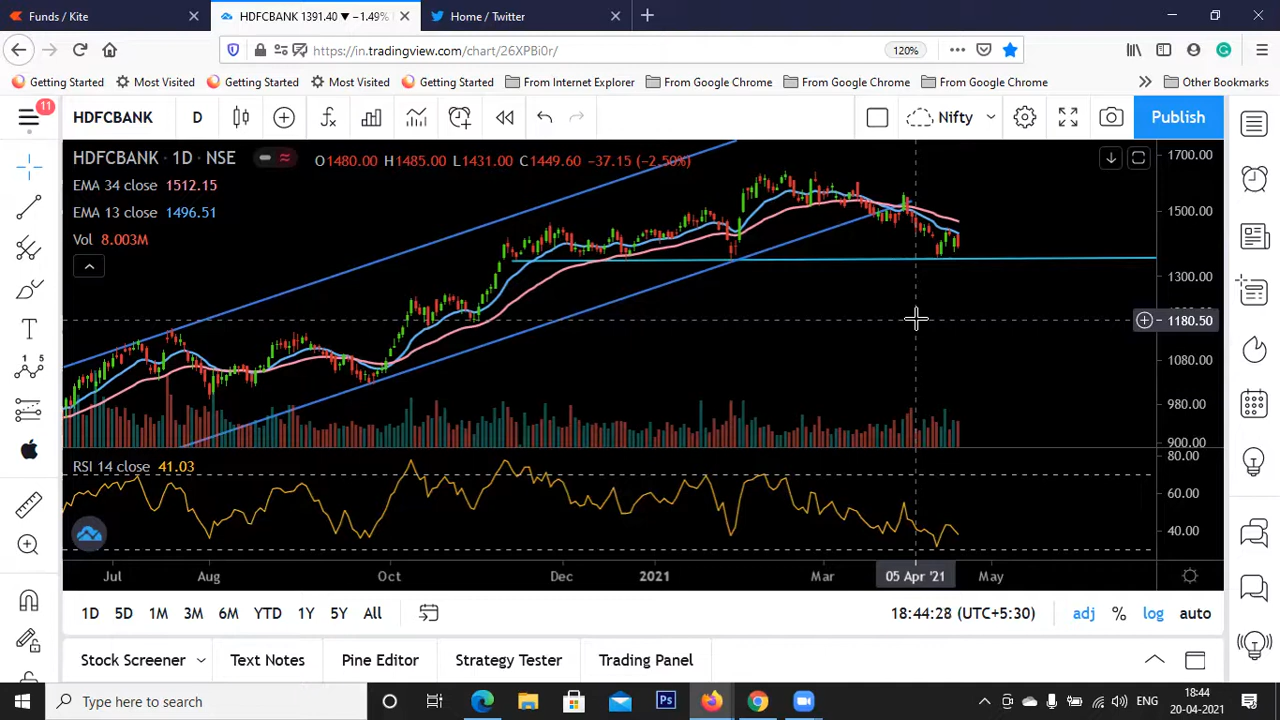 Funds / Kite
HDFCBANK 1391.40 ▼ −1.49%
Home / Twitter
https://in.tradingview.com/chart/26XPBi0r/
120%
Getting Started
Most Visited
Getting Started
Most Visited
Getting Started
From Internet Explorer
From Google Chrome
From Google Chrome
From Google Chrome
Other Bookmarks
11
HDFCBANK
D
Nifty
Publish
HDFCBANK · 1D · NSE
O1480.00 H1485.00 L1431.00 C1449.60 −37.15 (−2.50%)
EMA 34 close 1512.15
EMA 13 close 1496.51
Vol 8.003M
1700.00
1500.00
1300.00
1180.50
1080.00
980.00
900.00
RSI 14 close 41.03
80.00
60.00
40.00
Jul
Aug
Oct
Dec
2021
Mar
05 Apr '21
May
1D 5D 1M 3M 6M YTD 1Y 5Y All
18:44:28 (UTC+5:30)
adj % log auto
Stock Screener
Text Notes
Pine Editor
Strategy Tester
Trading Panel
Type here to search
Ps
ENG
18:44
20-04-2021